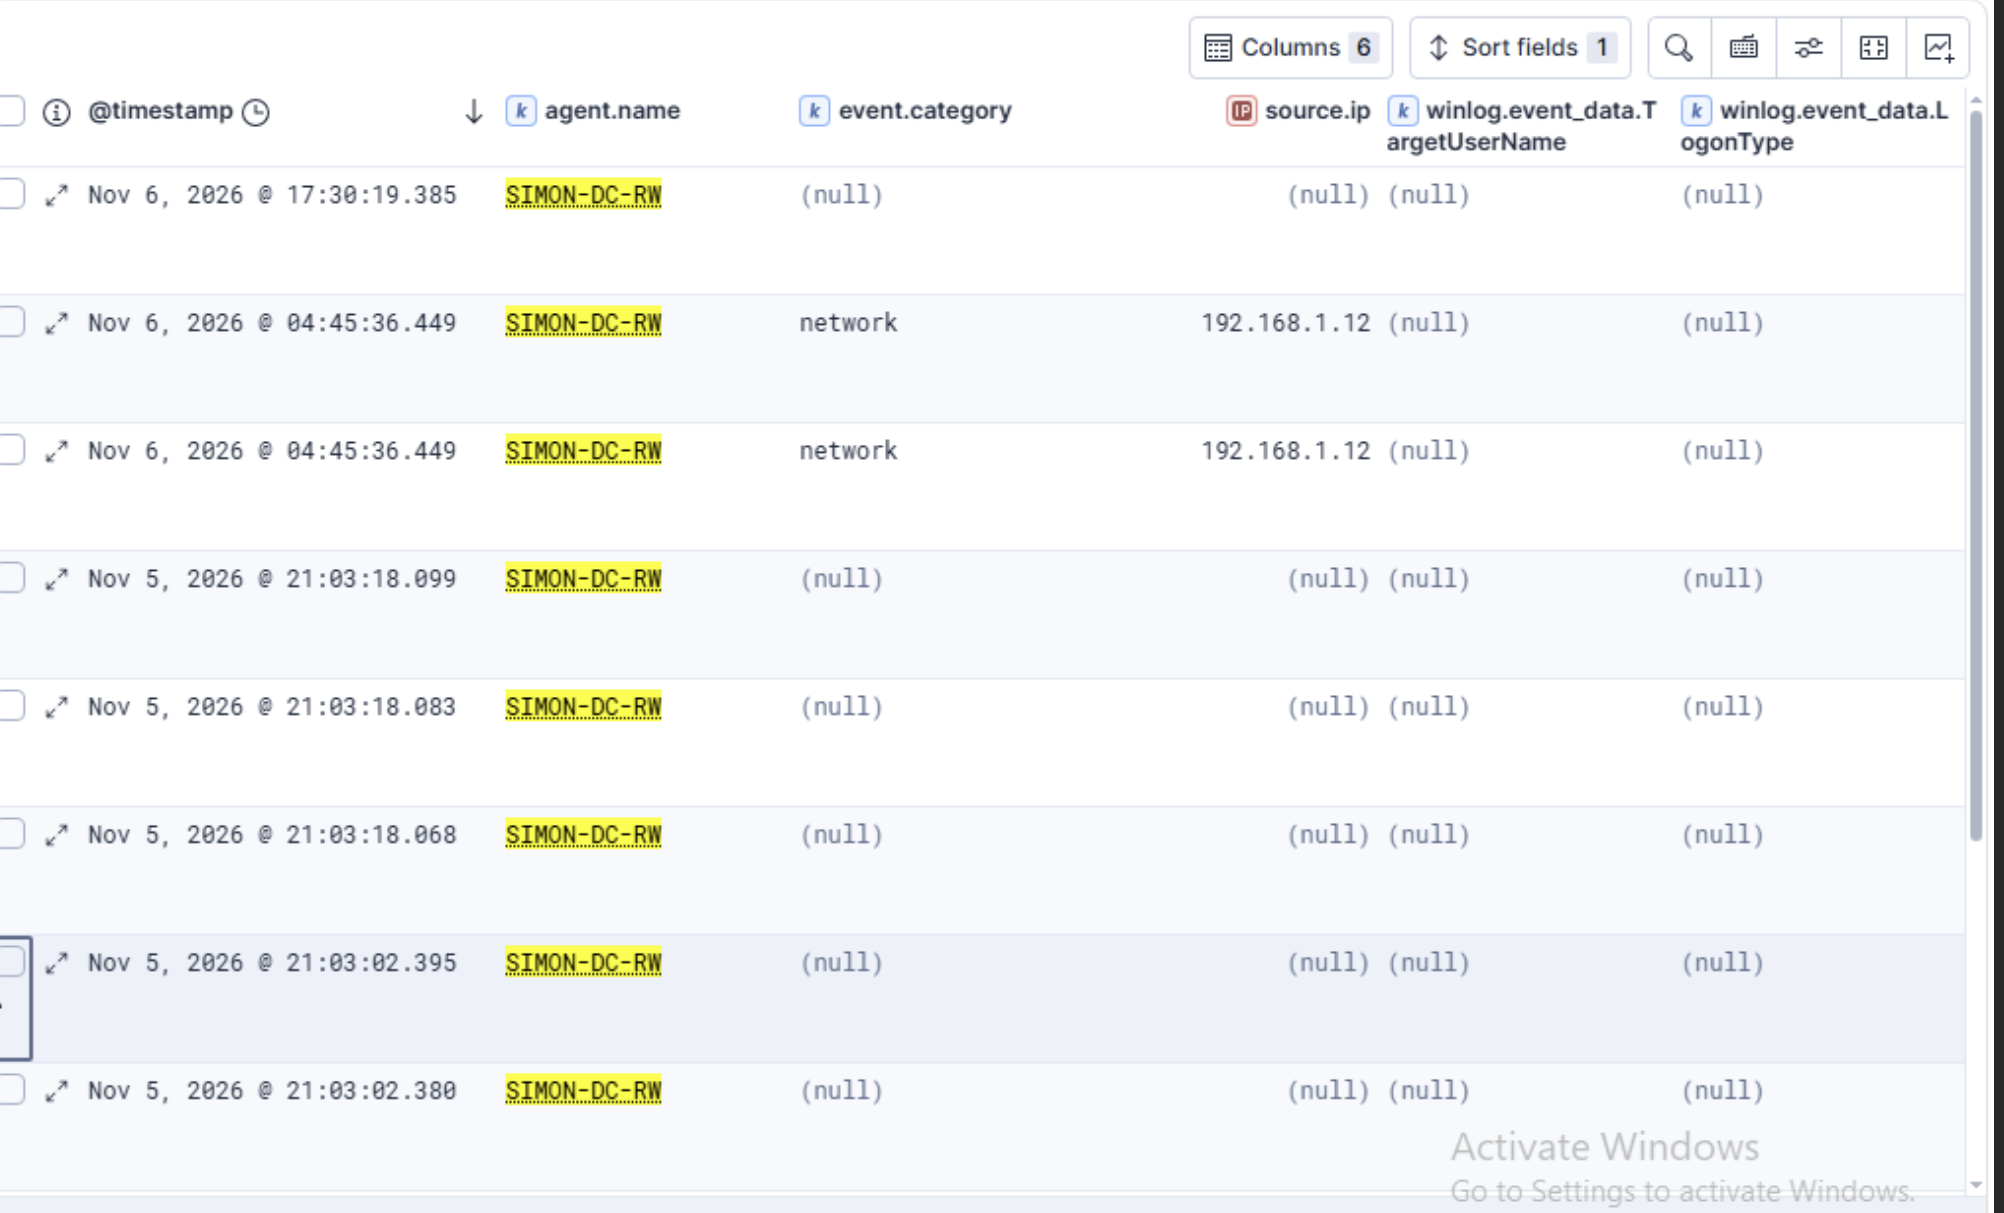 Columns 6 Sort fields 1
@timestamp k agent.name k event.category IP source.ip k winlog.event_data.T k winlog.event_data.L
argetUserName ogonType
Nov 6, 2026 @ 17:30:19.385 SIMON-DC-RW (null) (null) (null) (null)
Nov 6, 2026 @ 04:45:36.449 SIMON-DC-RW network 192.168.1.12 (null) (null)
Nov 6, 2026 @ 04:45:36.449 SIMON-DC-RW network 192.168.1.12 (null) (null)
Nov 5, 2026 @ 21:03:18.099 SIMON-DC-RW (null) (null) (null) (null)
Nov 5, 2026 @ 21:03:18.083 SIMON-DC-RW (null) (null) (null) (null)
Nov 5, 2026 @ 21:03:18.068 SIMON-DC-RW (null) (null) (null) (null)
Nov 5, 2026 @ 21:03:02.395 SIMON-DC-RW (null) (null) (null) (null)
Nov 5, 2026 @ 21:03:02.380 SIMON-DC-RW (null) (null) (null) (null)
Activate Windows
Go to Settings to activate Windows.